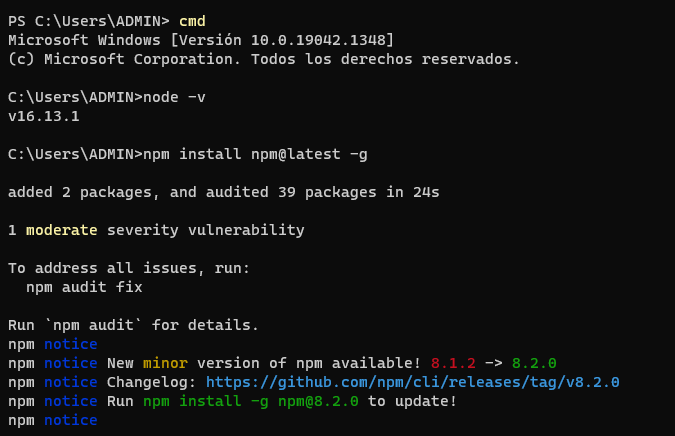 PS C:\Users\ADMIN> cmd
Microsoft Windows [Versión 10.0.19042.1348]
(c) Microsoft Corporation. Todos los derechos reservados.
C:\Users\ADMIN>node -v
v16.13.1
C:\Users\ADMIN>npm install npm@latest -g
added 2 packages, and audited 39 packages in 24s
1 moderate severity vulnerability
To address all issues, run:
  npm audit fix
Run `npm audit` for details.
npm notice
npm notice New minor version of npm available! 8.1.2 -> 8.2.0
npm notice Changelog: https://github.com/npm/cli/releases/tag/v8.2.0
npm notice Run npm install -g npm@8.2.0 to update!
npm notice